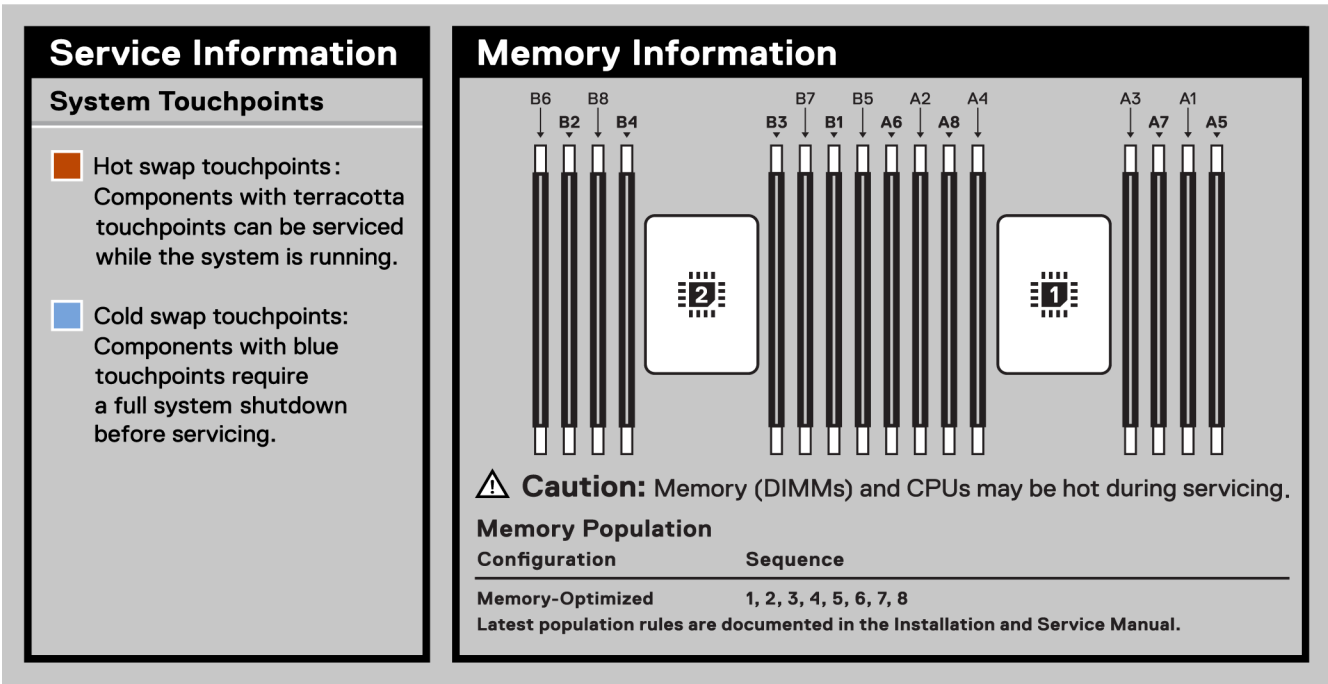 Service Information
System Touchpoints
Hot swap touchpoints:
Components with terracotta
touchpoints can be serviced
while the system is running.
Cold swap touchpoints:
Components with blue
touchpoints require
a full system shutdown
before servicing.
Memory Information
B6 B8 B7 B5 A2 A4 A3 A1
B2 B4 B3 B1 A6 A8 A7 A5
2 1
Caution: Memory (DIMMs) and CPUs may be hot during servicing.
Memory Population
Configuration Sequence
Memory-Optimized 1, 2, 3, 4, 5, 6, 7, 8
Latest population rules are documented in the Installation and Service Manual.